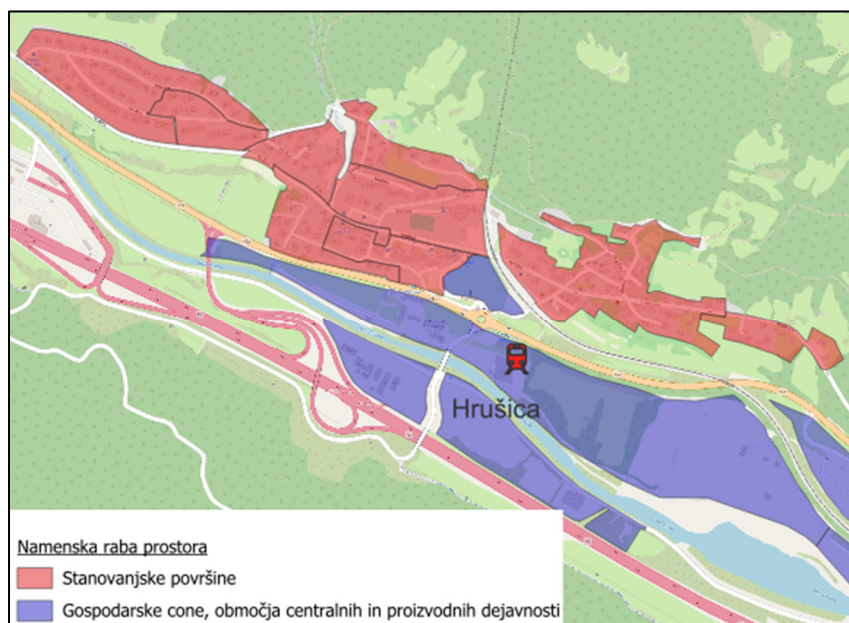 Hrušica
Namenska raba prostora
Stanovanjske površine
Gospodarske cone, območja centralnih in proizvodnih dejavnosti